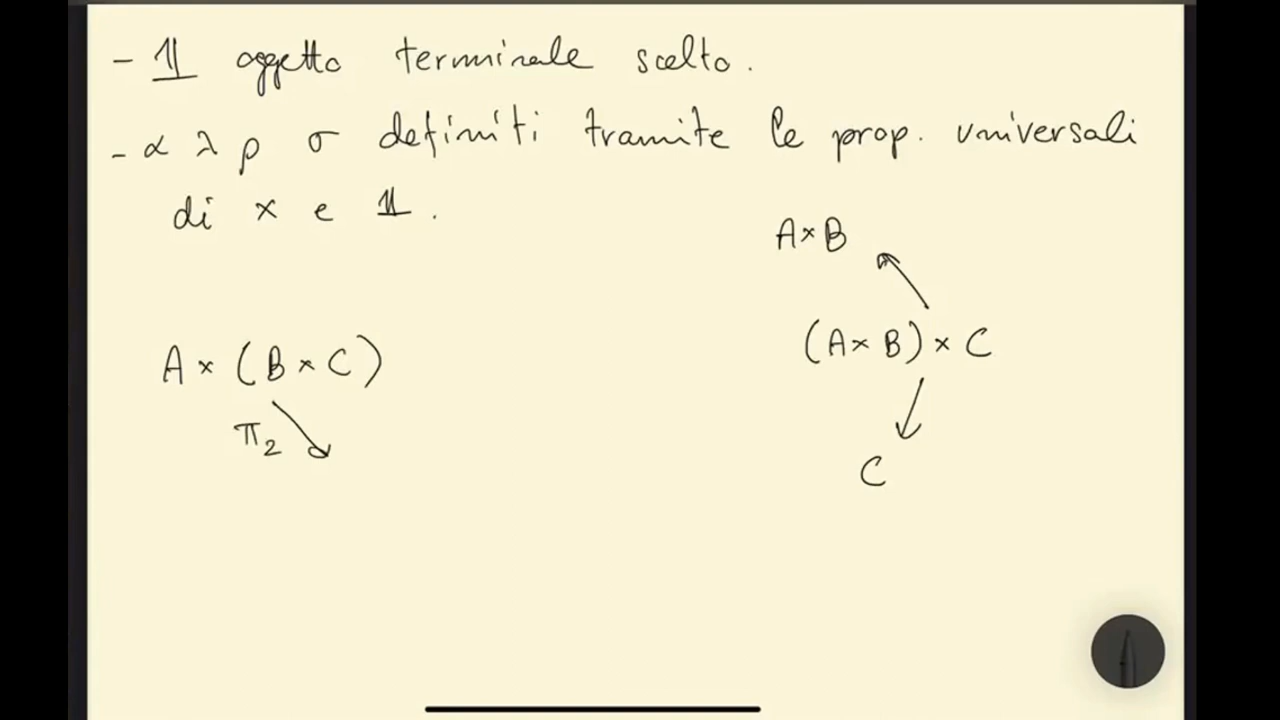 - 𝟙 oggetto terminale scelto.
- α λ ρ σ definiti tramite le prop. universali
di × e 𝟙.
A×B
A × (B × C)
(A × B) × C
π₂
C